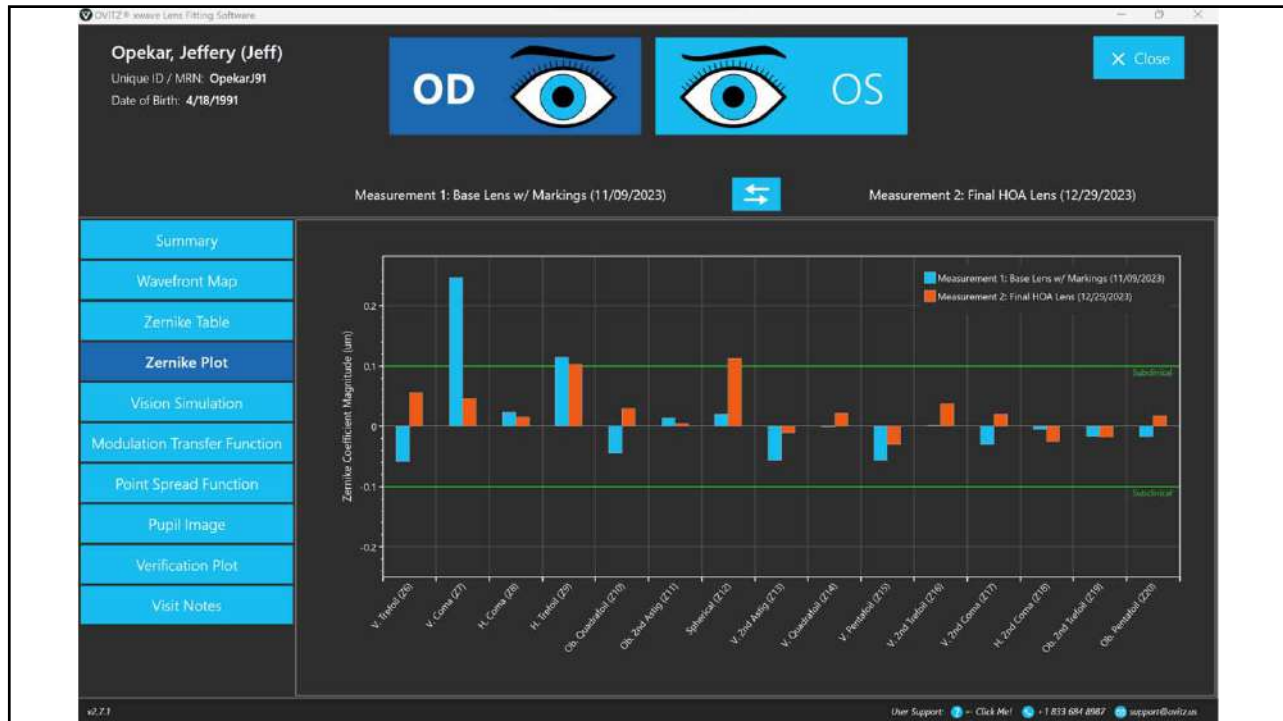 OVITZ® xwave Lens Fitting Software
Opekar, Jeffery (Jeff)
Unique ID / MRN: OpekarJ91
Date of Birth: 4/18/1991
OD
OS
× Close
Measurement 1: Base Lens w/ Markings (11/09/2023)
Measurement 2: Final HOA Lens (12/29/2023)
Summary
Wavefront Map
Zernike Table
Zernike Plot
Vision Simulation
Modulation Transfer Function
Point Spread Function
Pupil Image
Verification Plot
Visit Notes
Zernike Coefficient Magnitude (um)
0.2
0.1
0
-0.1
-0.2
Measurement 1: Base Lens w/ Markings (11/09/2023)
Measurement 2: Final HOA Lens (12/29/2023)
Subclinical
Subclinical
V. Trefoil (Z6)
V. Coma (Z7)
H. Coma (Z8)
H. Trefoil (Z9)
Ob. Quadrafoil (Z10)
Ob. 2nd Astig (Z11)
Spherical (Z12)
V. 2nd Astig (Z13)
V. Quadrafoil (Z14)
V. Pentafoil (Z15)
V. 2nd Trefoil (Z16)
V. 2nd Coma (Z17)
H. 2nd Coma (Z18)
Ob. 2nd Trefoil (Z19)
Ob. Pentafoil (Z20)
v2.7.1
User Support: ? ← Click Me! +1 833 684 8987 support@ovitz.us